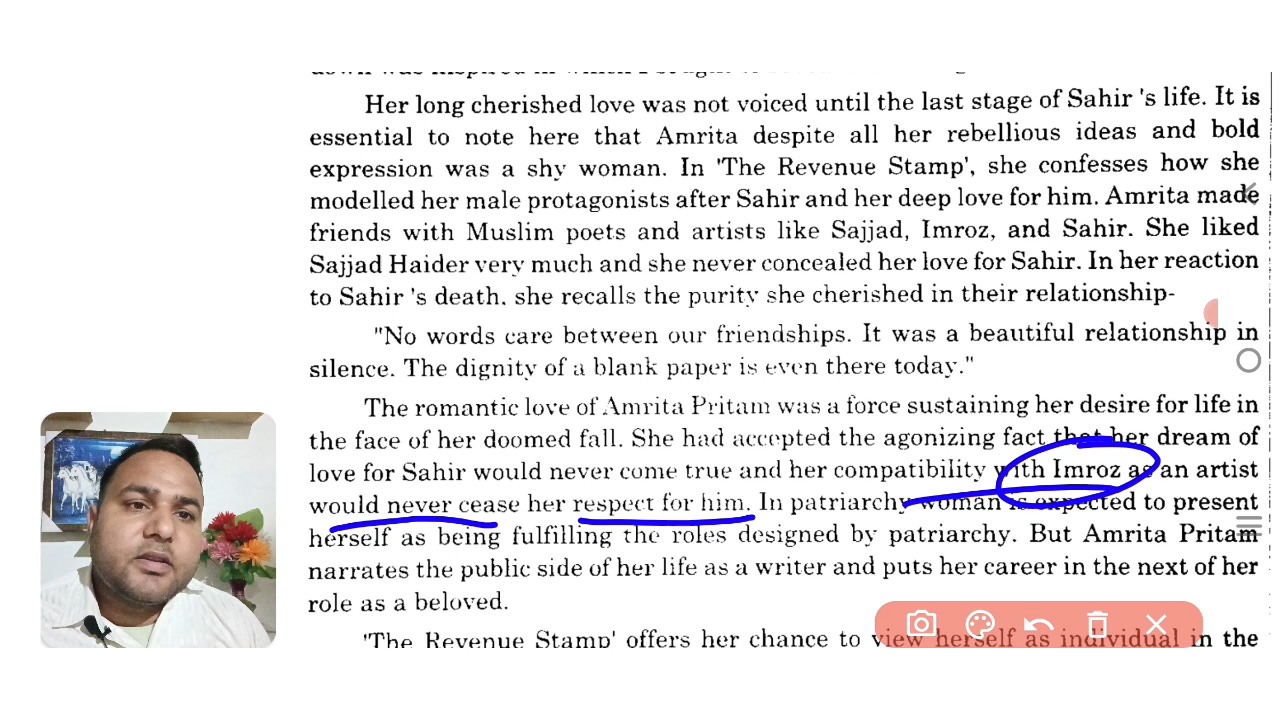 Her long cherished love was not voiced until the last stage of Sahir 's life. It is
essential to note here that Amrita despite all her rebellious ideas and bold
expression was a shy woman. In 'The Revenue Stamp', she confesses how she
modelled her male protagonists after Sahir and her deep love for him. Amrita made
friends with Muslim poets and artists like Sajjad, Imroz, and Sahir. She liked
Sajjad Haider very much and she never concealed her love for Sahir. In her reaction
to Sahir 's death, she recalls the purity she cherished in their relationship-
"No words care between our friendships. It was a beautiful relationship in
silence. The dignity of a blank paper is even there today."
The romantic love of Amrita Pritam was a force sustaining her desire for life in
the face of her doomed fall. She had accepted the agonizing fact that her dream of
love for Sahir would never come true and her compatibility with Imroz as an artist
would never cease her respect for him. In patriarchy woman is expected to present
herself as being fulfilling the roles designed by patriarchy. But Amrita Pritam
narrates the public side of her life as a writer and puts her career in the next of her
role as a beloved.
'The Revenue Stamp' offers her chance to view herself as individual in the